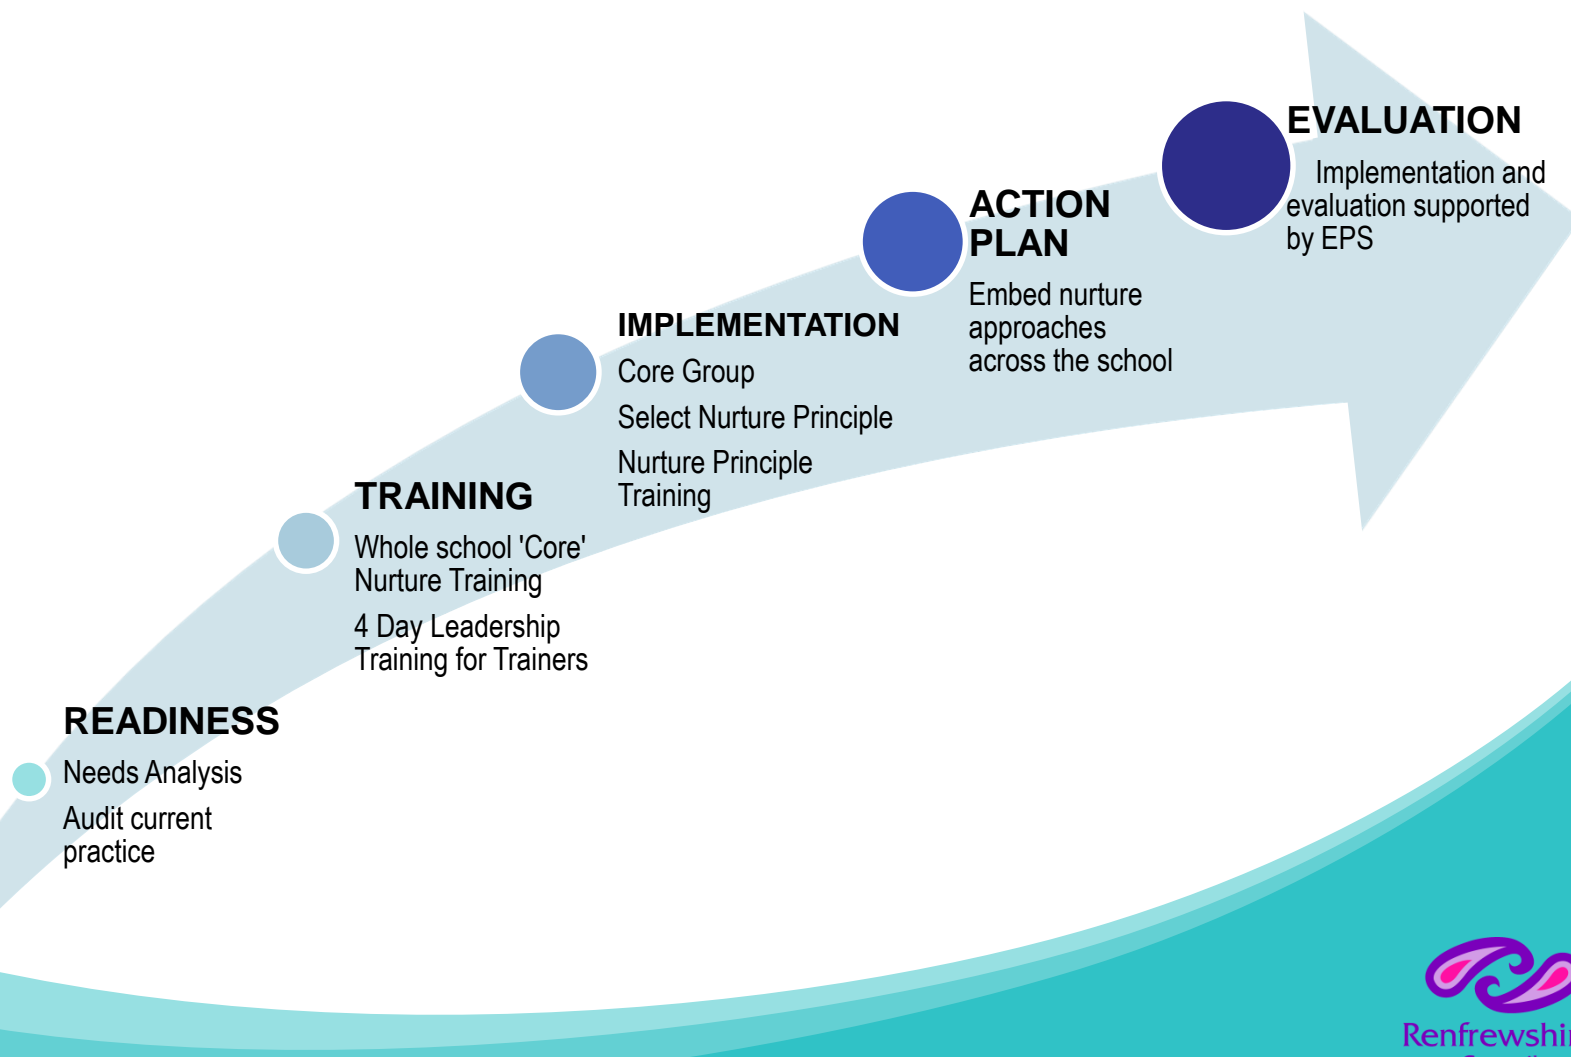 READINESS
Needs Analysis
Audit current
practice
TRAINING
Whole school 'Core'
Nurture Training
4 Day Leadership
Training for Trainers
IMPLEMENTATION
Core Group
Select Nurture Principle
Nurture Principle
Training
ACTION
PLAN
Embed nurture
approaches
across the school
EVALUATION
Implementation and
evaluation supported
by EPS